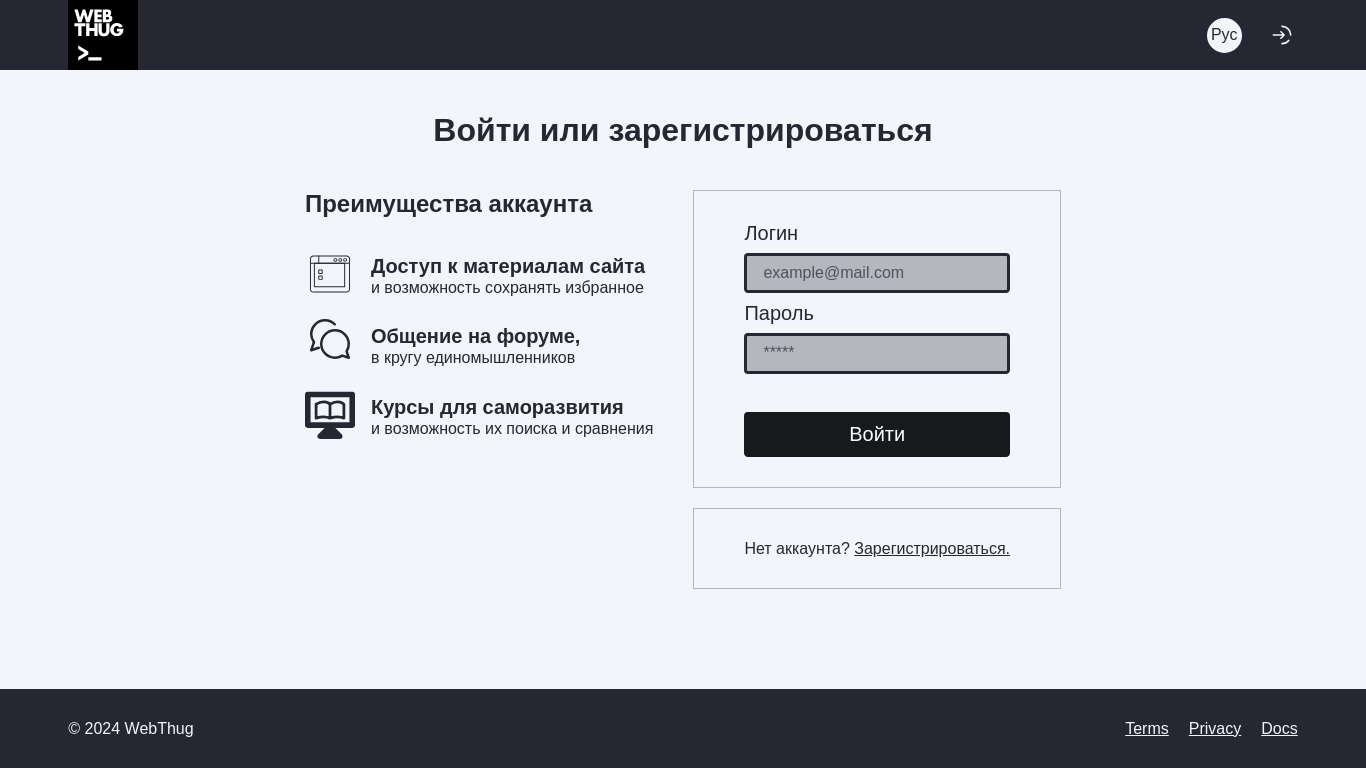 WEB
THUG
>_
Рус
Войти или зарегистрироваться
Преимущества аккаунта
Доступ к материалам сайта
и возможность сохранять избранное
Общение на форуме,
в кругу единомышленников
Курсы для саморазвития
и возможность их поиска и сравнения
Логин
example@mail.com
Пароль
*****
Войти
Нет аккаунта? Зарегистрироваться.
© 2024 WebThug
Terms Privacy Docs